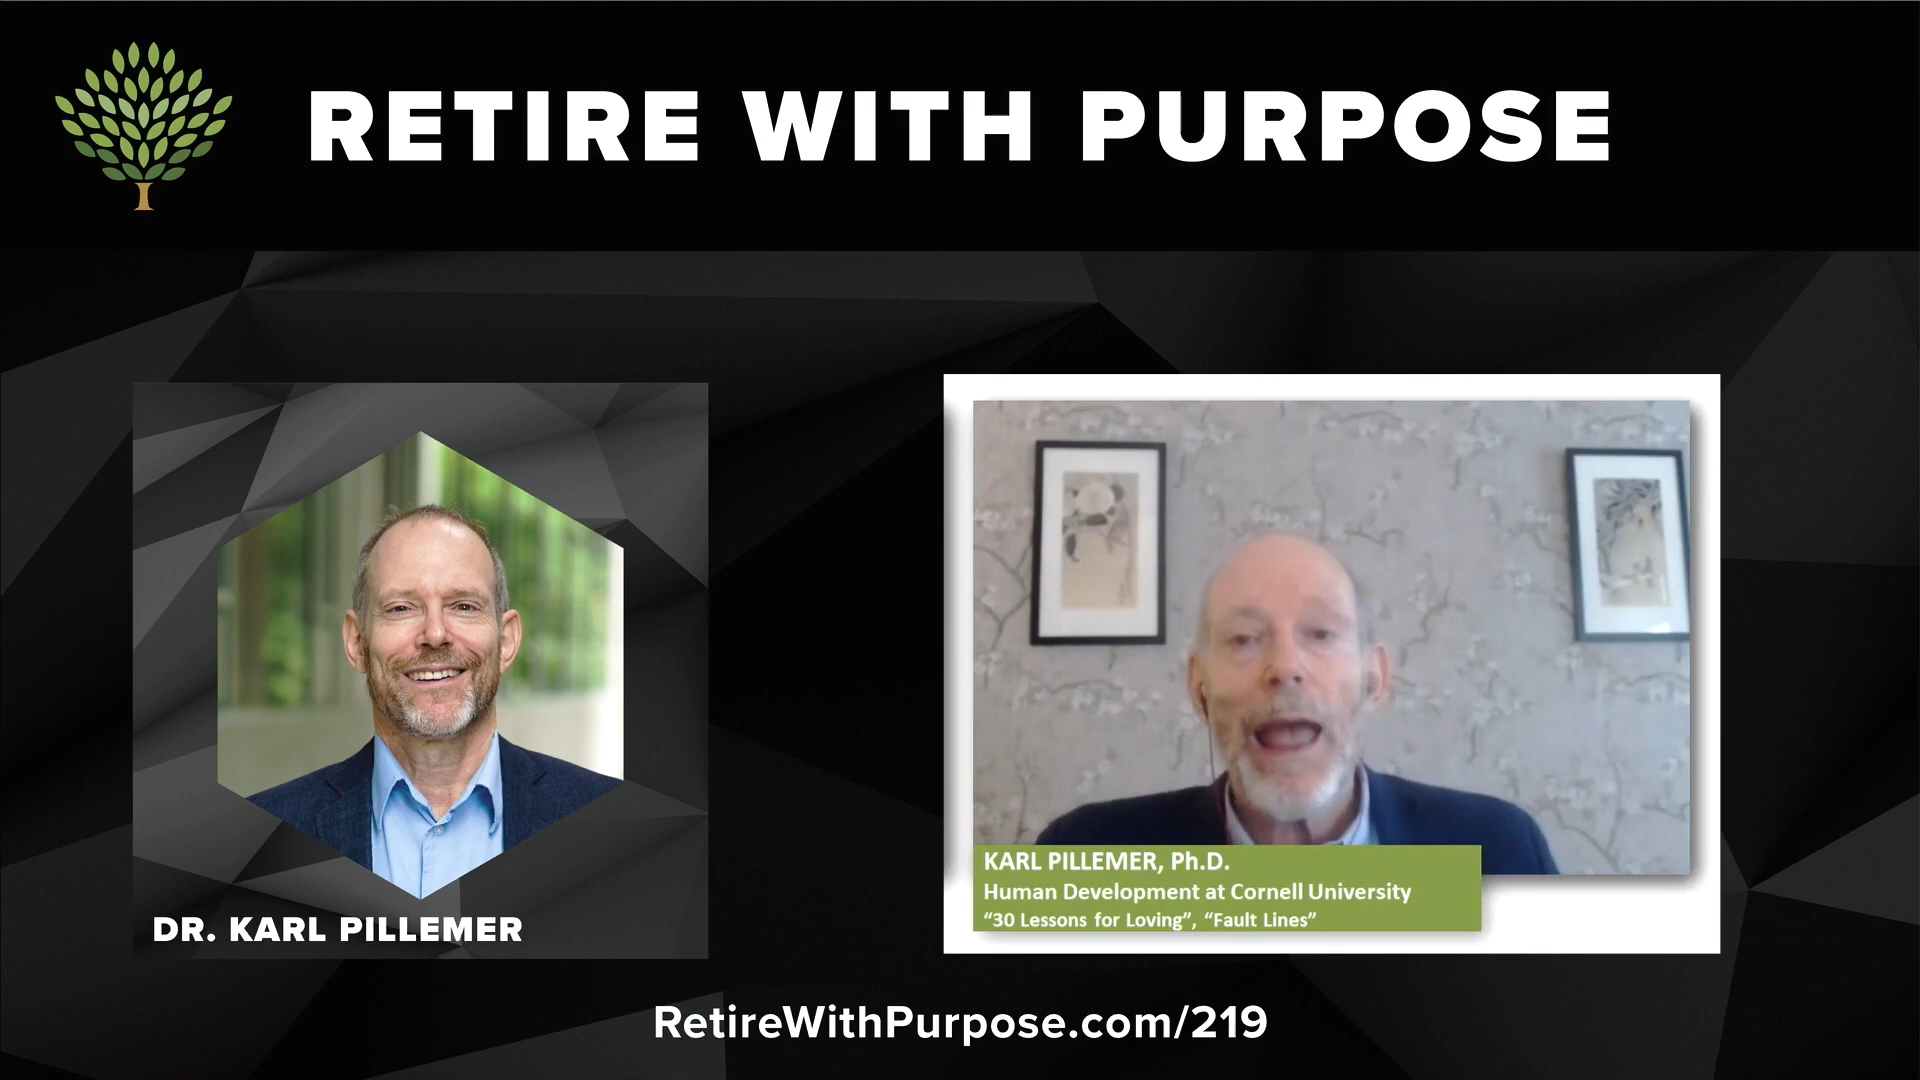 RETIRE WITH PURPOSE
DR. KARL PILLEMER
KARL PILLEMER, Ph.D.
Human Development at Cornell University
“30 Lessons for Loving”, “Fault Lines”
RetireWithPurpose.com/219